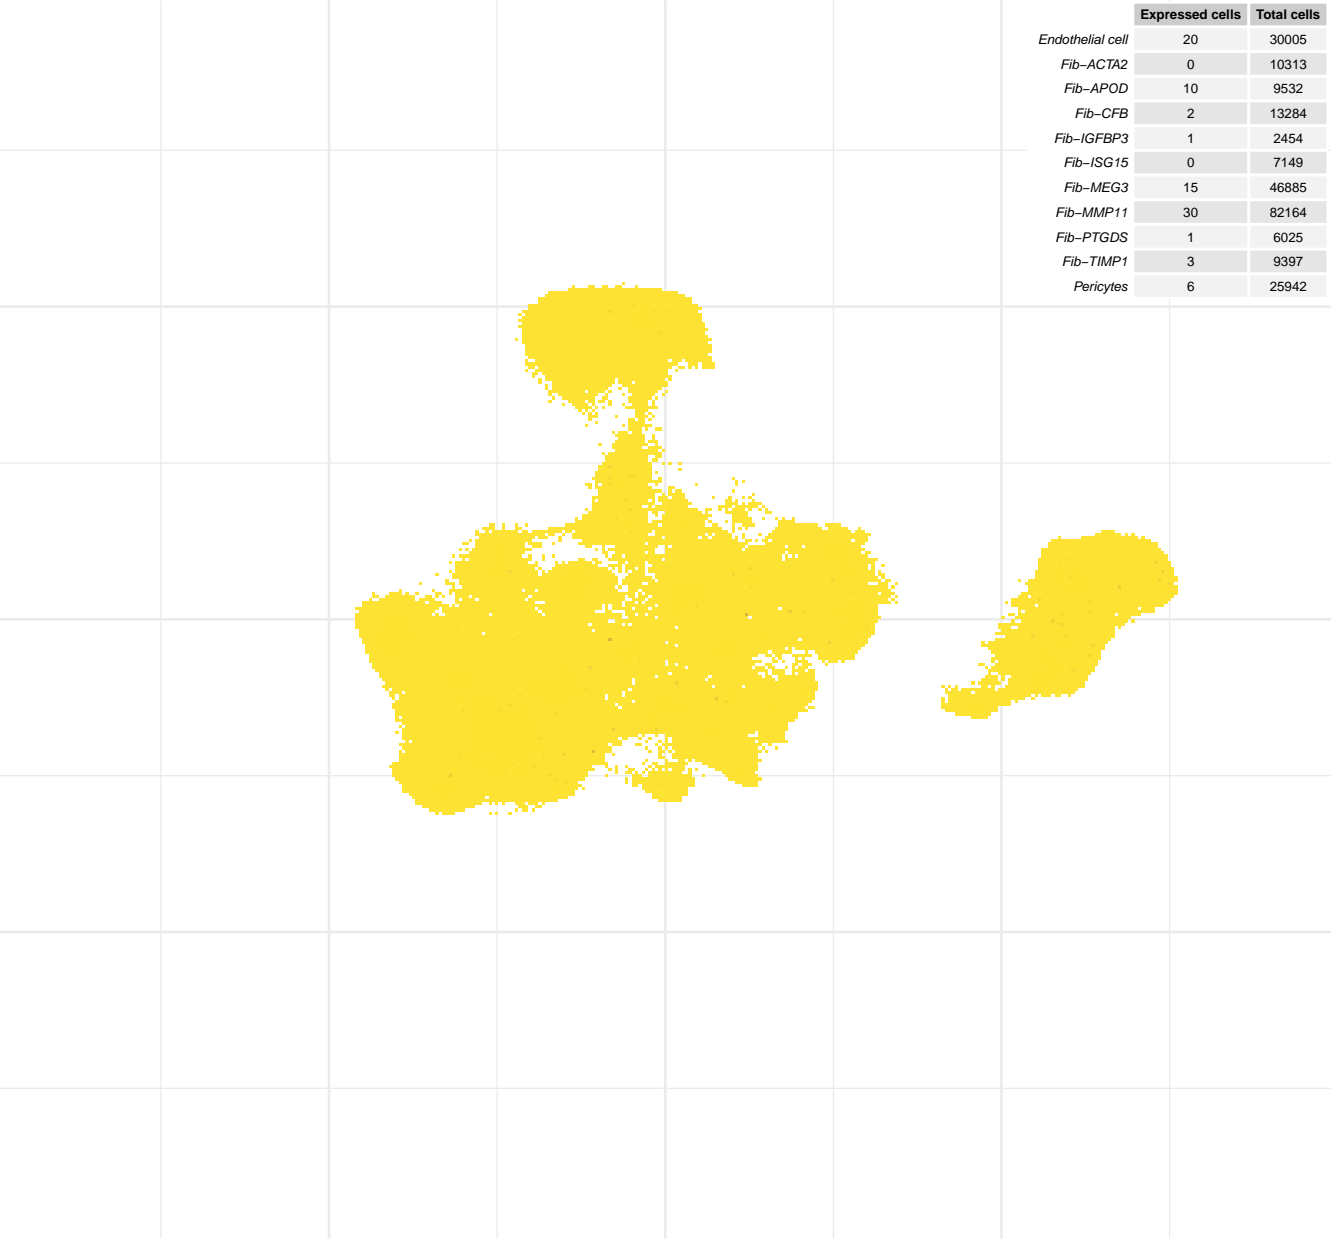 Expressed cells Total cells
Endothelial cell 20 30005
Fib−ACTA2 0 10313
Fib−APOD 10 9532
Fib−CFB 2 13284
Fib−IGFBP3 1 2454
Fib−ISG15 0 7149
Fib−MEG3 15 46885
Fib−MMP11 30 82164
Fib−PTGDS 1 6025
Fib−TIMP1 3 9397
Pericytes 6 25942